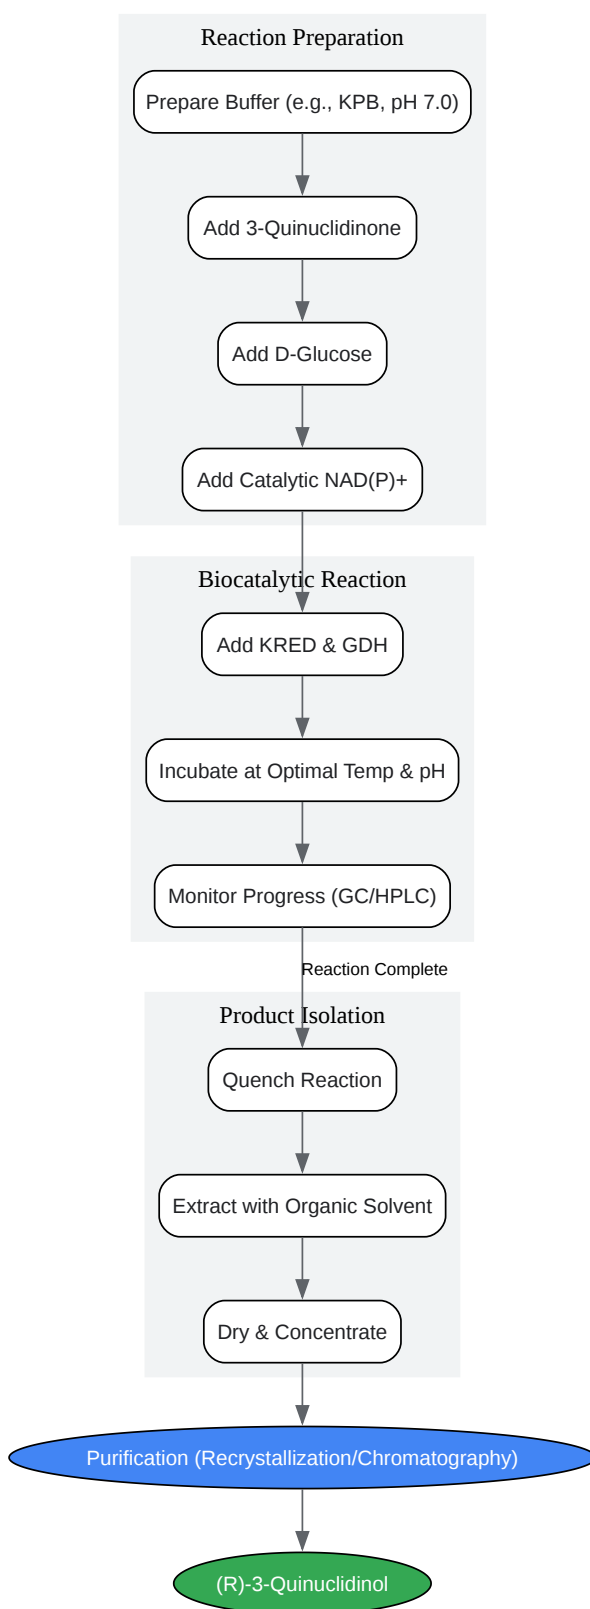 Reaction Preparation
Prepare Buffer (e.g., KPB, pH 7.0)
Add 3-Quinuclidinone
Add D-Glucose
Add Catalytic NAD(P)+
Biocatalytic Reaction
Add KRED & GDH
Incubate at Optimal Temp & pH
Monitor Progress (GC/HPLC)
Reaction Complete
Product Isolation
Quench Reaction
Extract with Organic Solvent
Dry & Concentrate
Purification (Recrystallization/Chromatography)
(R)-3-Quinuclidinol